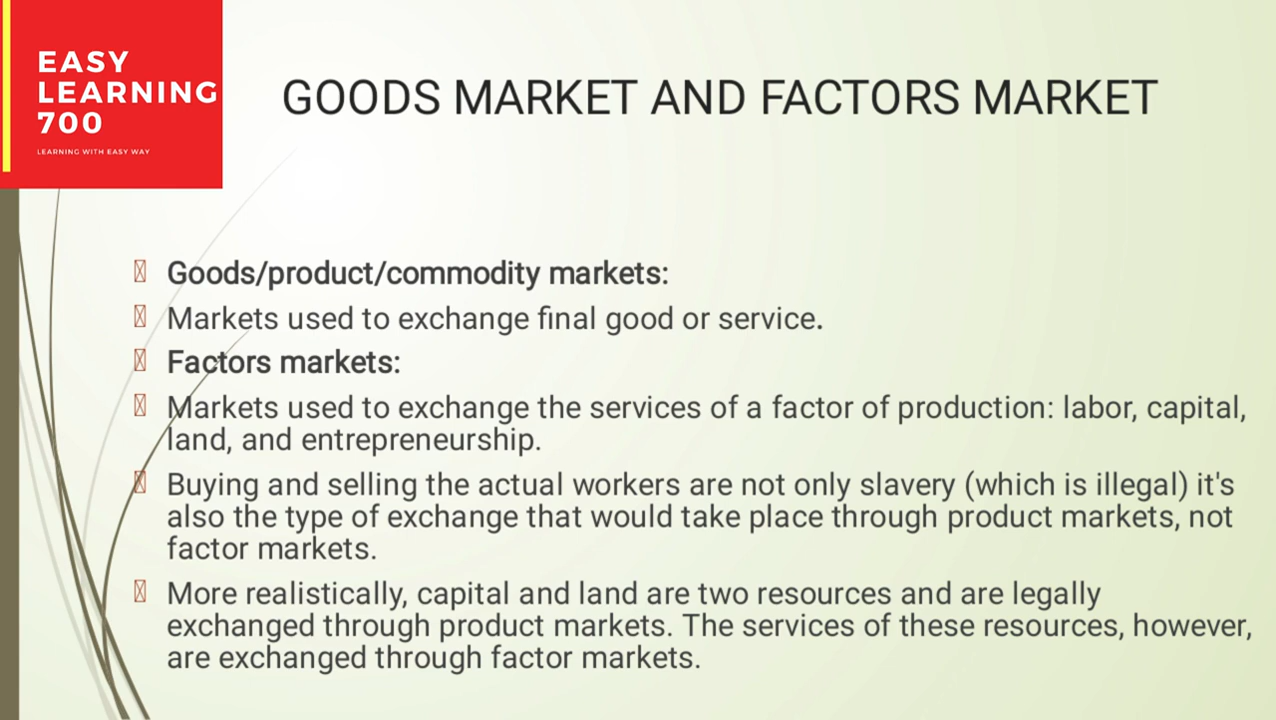 EASY
LEARNING
700
LEARNING WITH EASY WAY
GOODS MARKET AND FACTORS MARKET
Goods/product/commodity markets:
Markets used to exchange final good or service.
Factors markets:
Markets used to exchange the services of a factor of production: labor, capital,
land, and entrepreneurship.
Buying and selling the actual workers are not only slavery (which is illegal) it's
also the type of exchange that would take place through product markets, not
factor markets.
More realistically, capital and land are two resources and are legally
exchanged through product markets. The services of these resources, however,
are exchanged through factor markets.